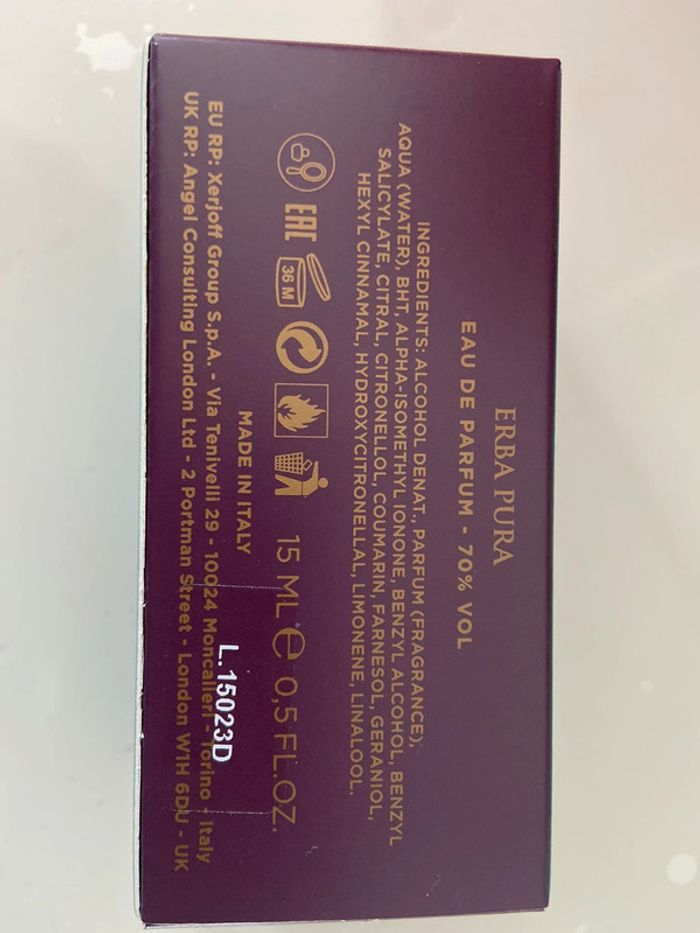 ERBA PURA
EAU DE PARFUM - 70% VOL
INGREDIENTS: ALCOHOL DENAT., PARFUM (FRAGRANCE),
AQUA (WATER), BHT, ALPHA-ISOMETHYL IONONE, BENZYL ALCOHOL, BENZYL
SALICYLATE, CITRAL, CITRONELLOL, COUMARIN, FARNESOL, GERANIOL,
HEXYL CINNAMAL, HYDROXYCITRONELLAL, LIMONENE, LINALOOL.
EAC 36 M 15 ML e 0,5 FL.OZ.
MADE IN ITALY
L.15023D
EU RP: Xerjoff Group S.p.A. - Via Tenivelli 29 - 10024 Moncalieri - Torino - Italy
UK RP: Angel Consulting London Ltd - 2 Portman Street - London W1H 6DU - UK